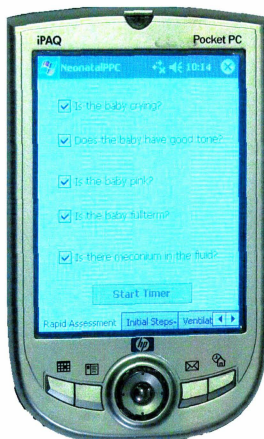 iPAQ Pocket PC
NeonatalPPC 10:14
Is the baby crying?
Does the baby have good tone?
Is the baby pink?
Is the baby fullterm?
Is there meconium in the fluid?
Start Timer
Rapid Assessment Initial Steps- Ventilat
hp